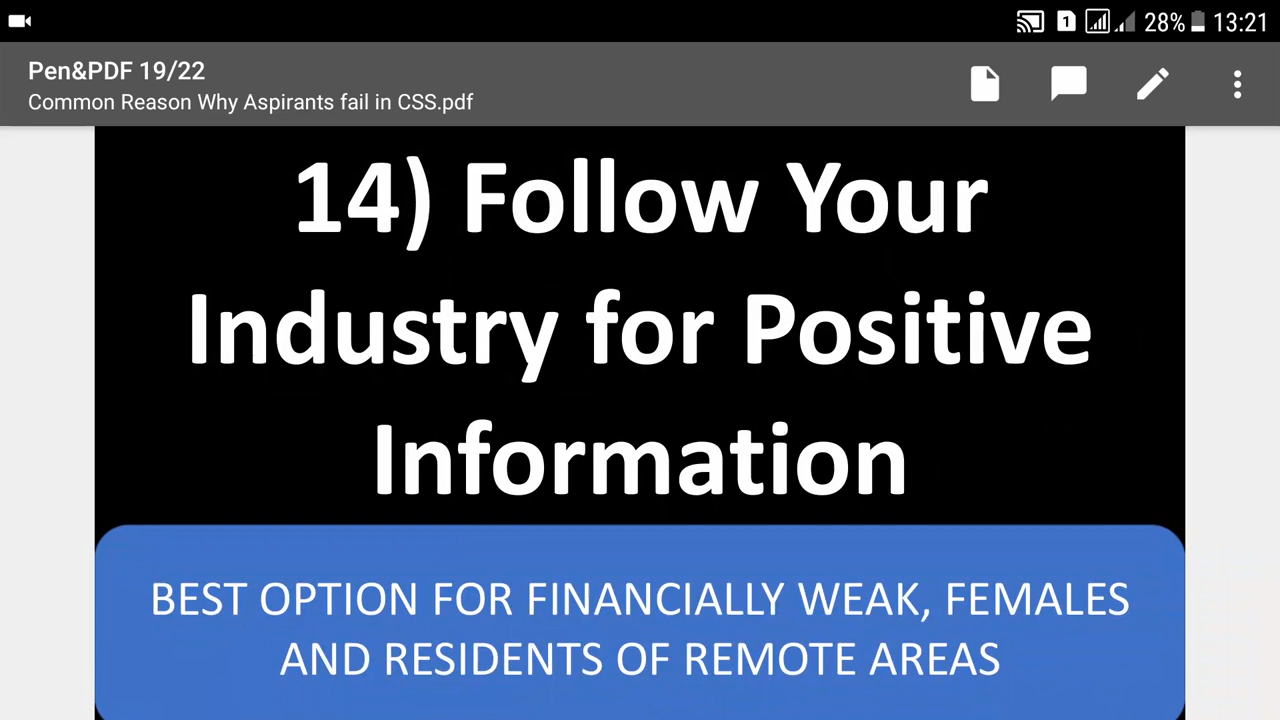 1 28% 13:21
Pen&PDF 19/22
Common Reason Why Aspirants fail in CSS.pdf
14) Follow Your
Industry for Positive
Information
BEST OPTION FOR FINANCIALLY WEAK, FEMALES
AND RESIDENTS OF REMOTE AREAS